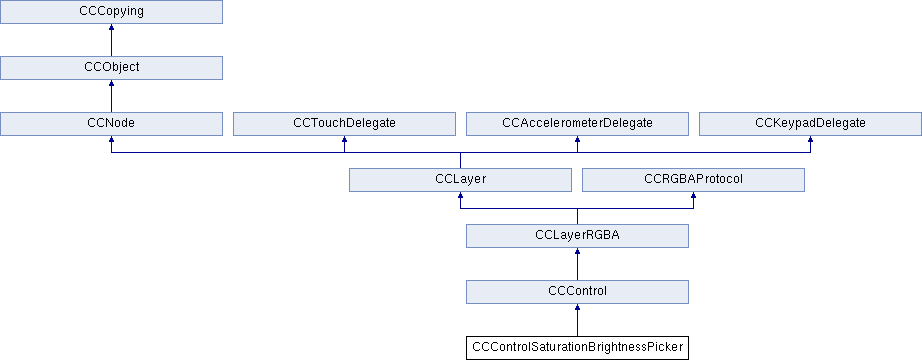 CCCopying
CCObject
CCNode
CCTouchDelegate
CCAccelerometerDelegate
CCKeypadDelegate
CCLayer
CCRGBAProtocol
CCLayerRGBA
CCControl
CCControlSaturationBrightnessPicker